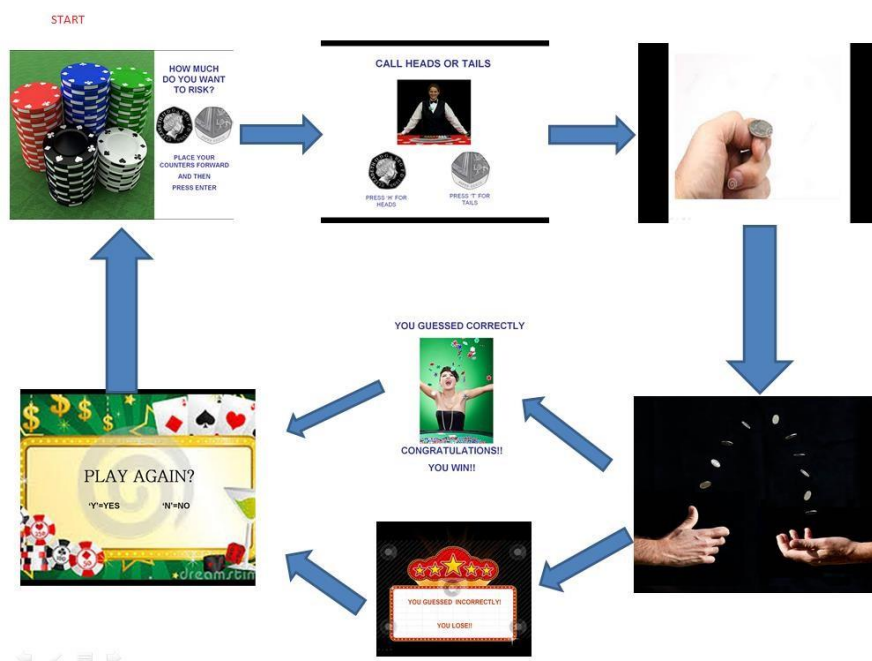 START
HOW MUCH
DO YOU WANT
TO RISK?
PLACE YOUR
COUNTERS FORWARD
AND THEN
PRESS ENTER
CALL HEADS OR TAILS
PRESS 'H' FOR
HEADS
PRESS 'T' FOR
TAILS
YOU GUESSED CORRECTLY
CONGRATULATIONS!!
YOU WIN!!
YOU GUESSED INCORRECTLY!
YOU LOSE!!
PLAY AGAIN?
'Y'=YES 'N'=NO
dreamstin